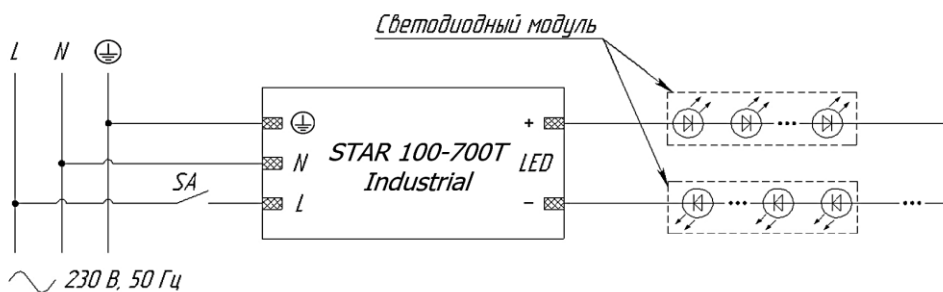 Светодиодный модуль
L N
+
N STAR 100-700T LED
Industrial
SA
L −
230 В, 50 Гц